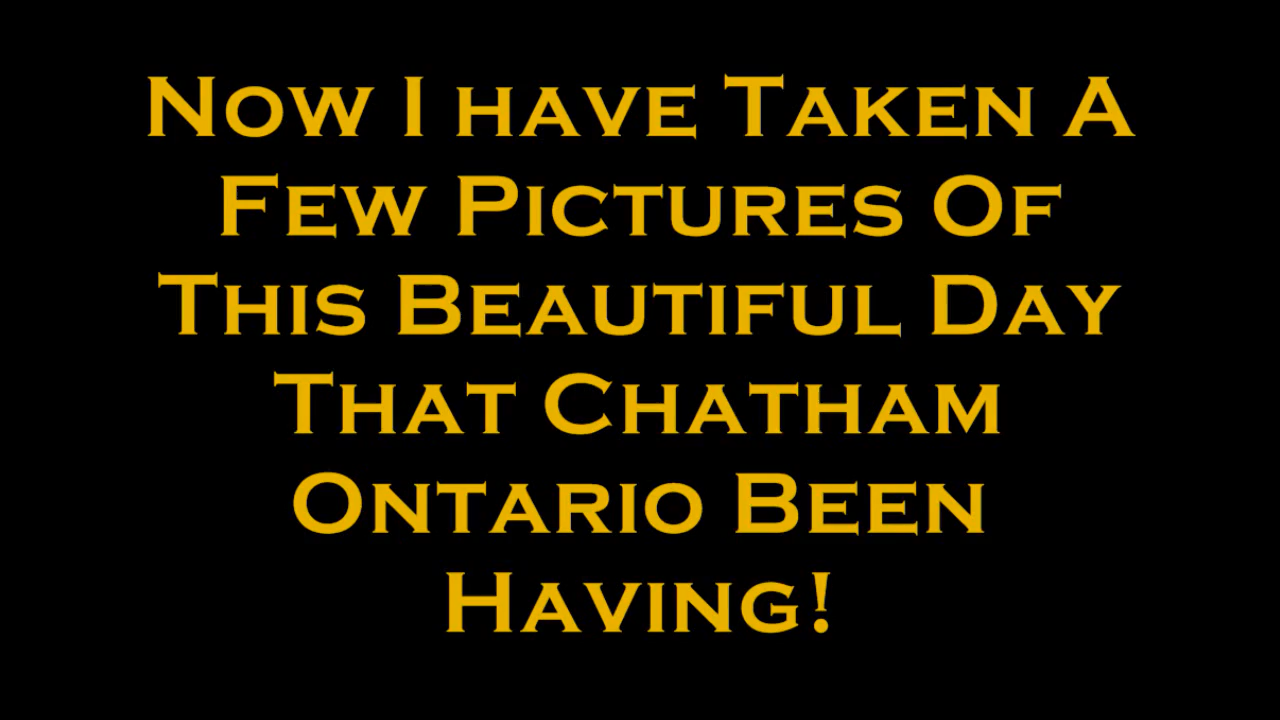 Now I have Taken A
Few Pictures Of
This Beautiful Day
That Chatham
Ontario Been
Having!